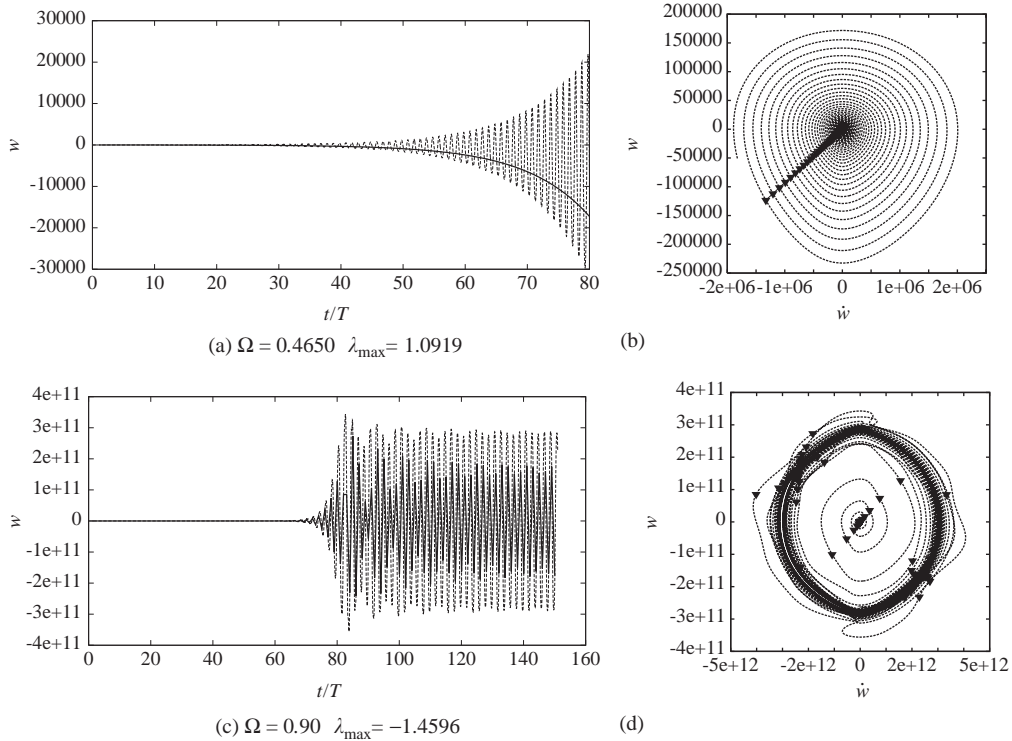 30000
20000
10000
0
-10000
-20000
-30000
w
0 10 20 30 40 50 60 70 80
t/T
(a) Ω = 0.4650 λmax= 1.0919
200000
150000
100000
50000
0
-50000
-100000
-150000
-200000
-250000
w
-2e+06 -1e+06 0 1e+06 2e+06
ẇ
(b)
4e+11
3e+11
2e+11
1e+11
0
-1e+11
-2e+11
-3e+11
-4e+11
w
0 20 40 60 80 100 120 140 160
t/T
(c) Ω = 0.90 λmax= −1.4596
4e+11
3e+11
2e+11
1e+11
0
-1e+11
-2e+11
-3e+11
-4e+11
w
-5e+12 -2e+12 0 2e+12 5e+12
ẇ
(d)